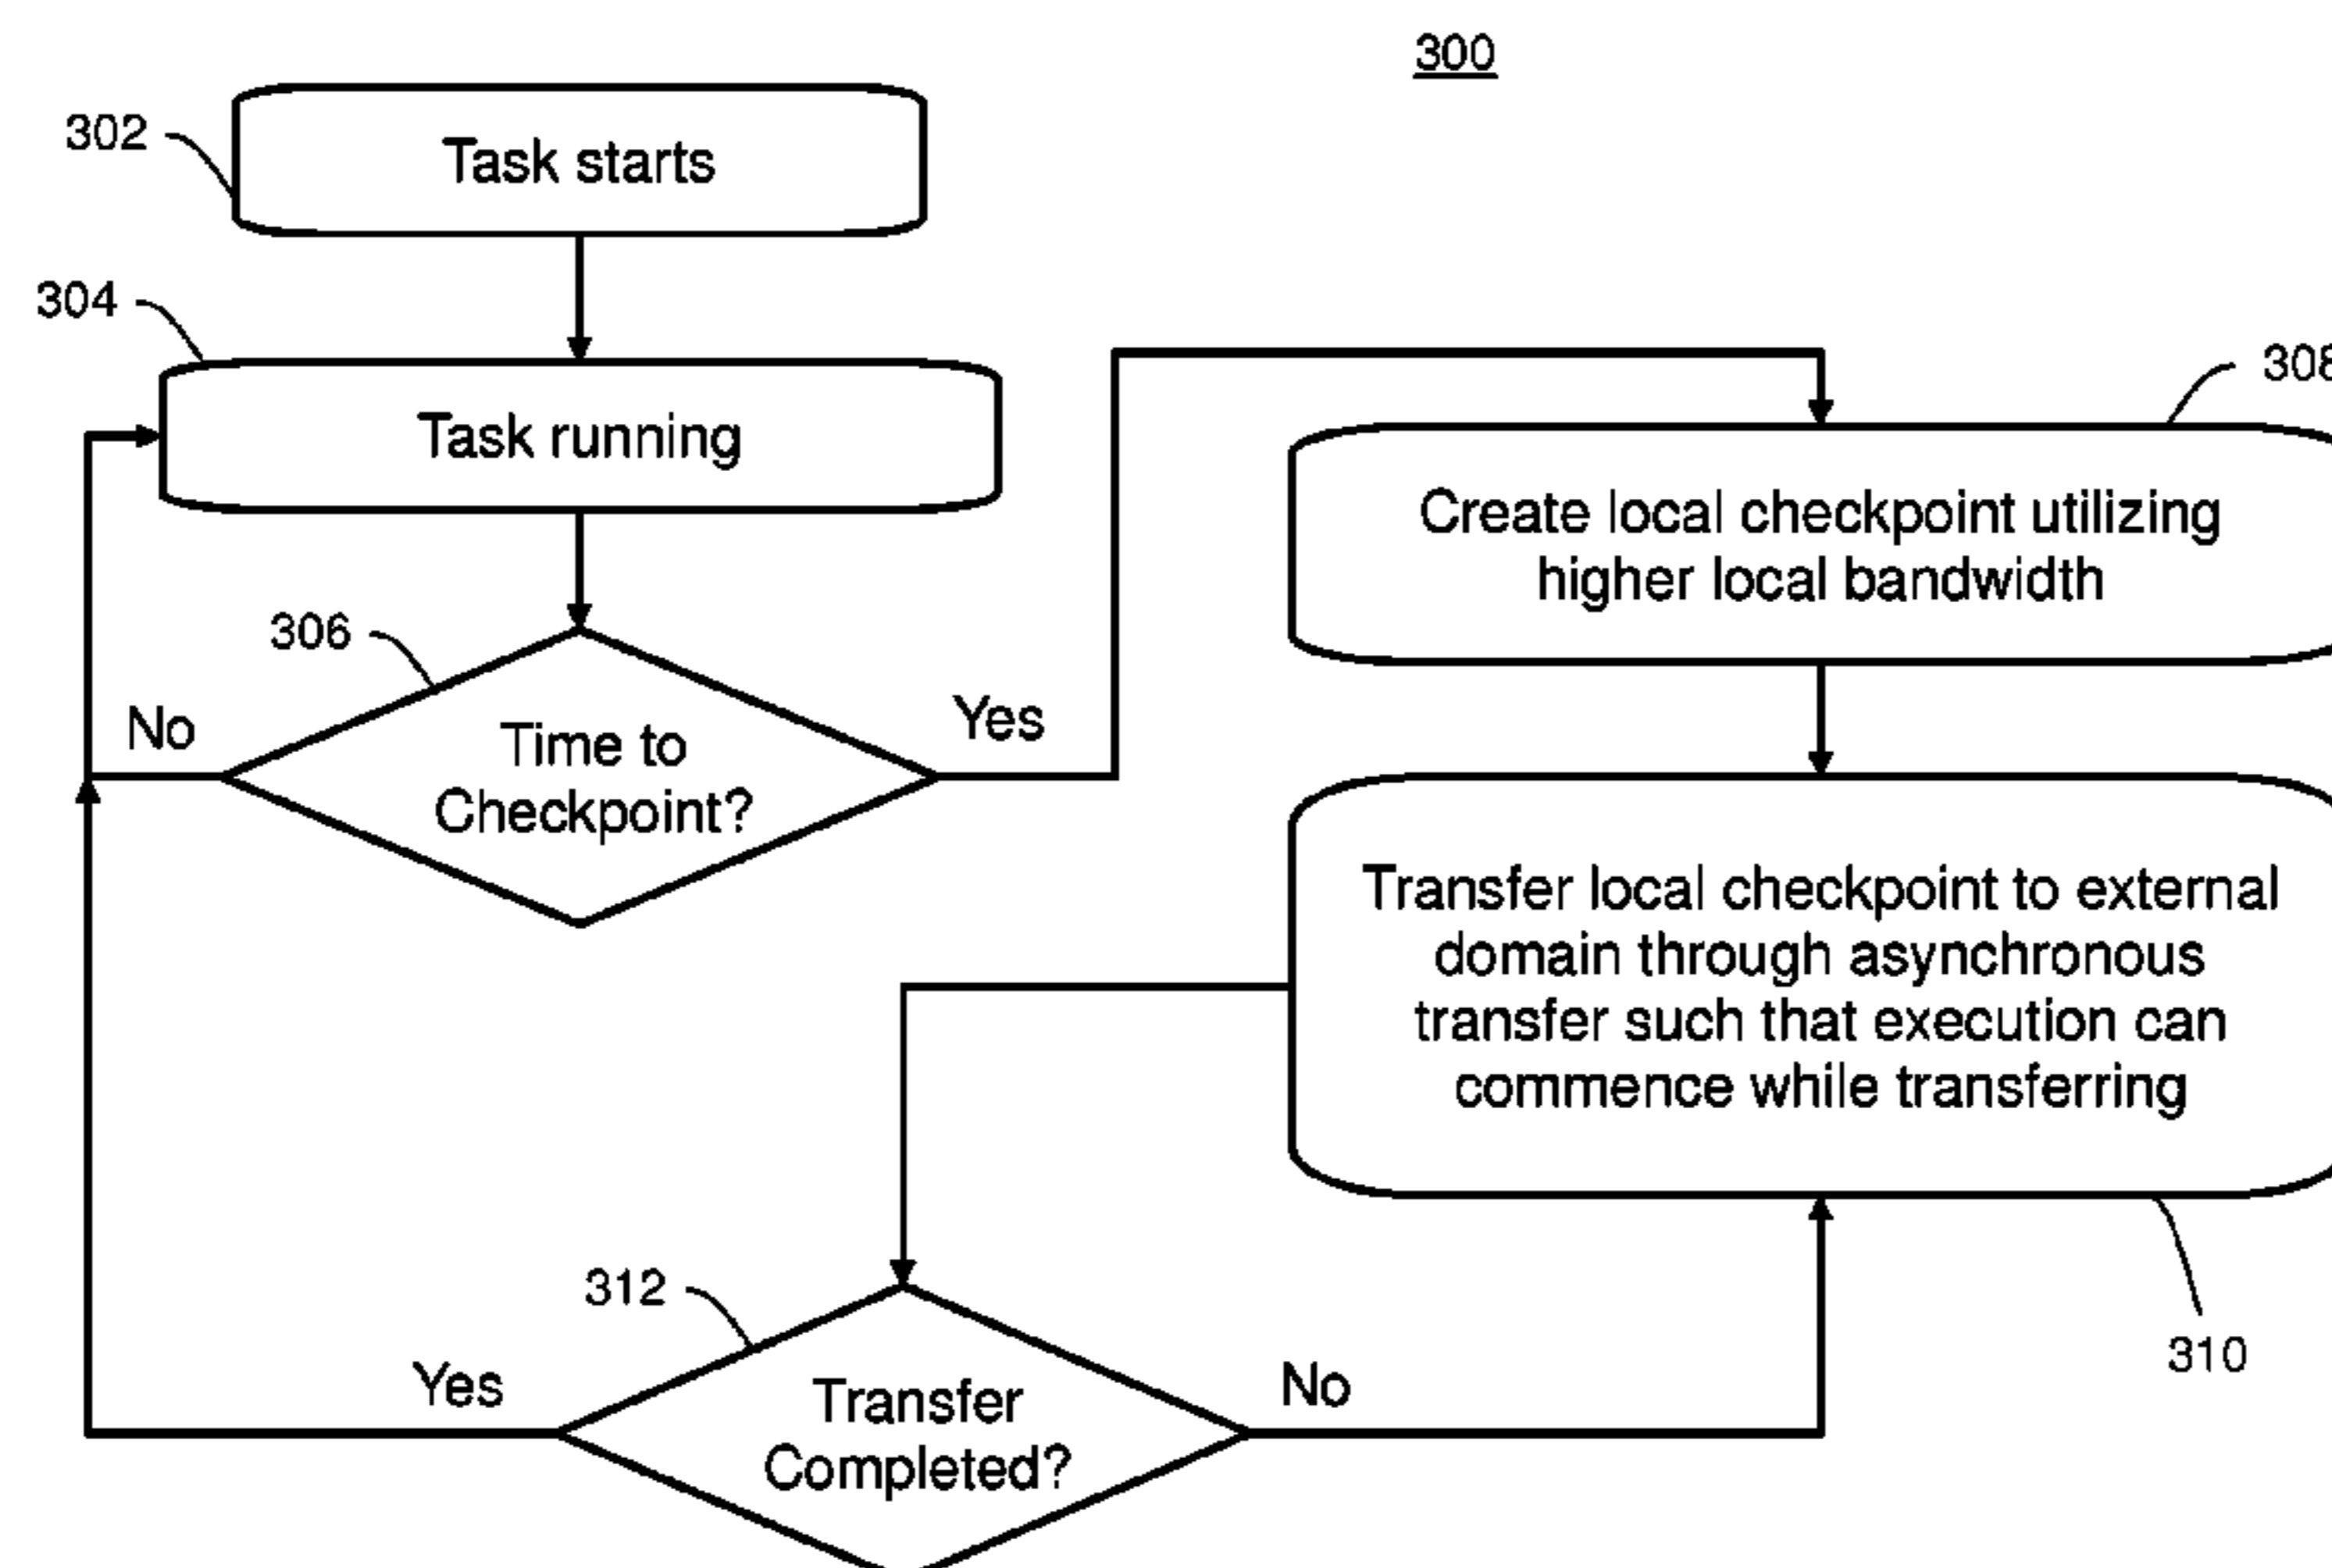 300
302
Task starts
304
Task running
306
Time to
Checkpoint?
No
Yes
308
Create local checkpoint utilizing
higher local bandwidth
Transfer local checkpoint to external
domain through asynchronous
transfer such that execution can
commence while transferring
310
312
Transfer
Completed?
Yes
No